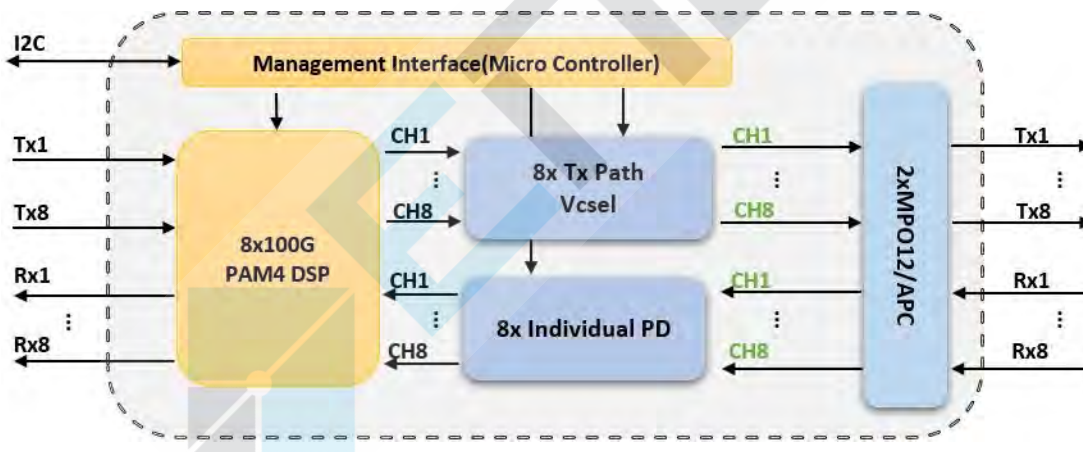 I2C
Management Interface(Micro Controller)
Tx1
CH1
CH1
Tx1
8x Tx Path
Vcsel
Tx8
CH8
CH8
Tx8
8x100G
PAM4 DSP
2xMPO12/APC
Rx1
CH1
CH1
Rx1
8x Individual PD
Rx8
CH8
CH8
Rx8